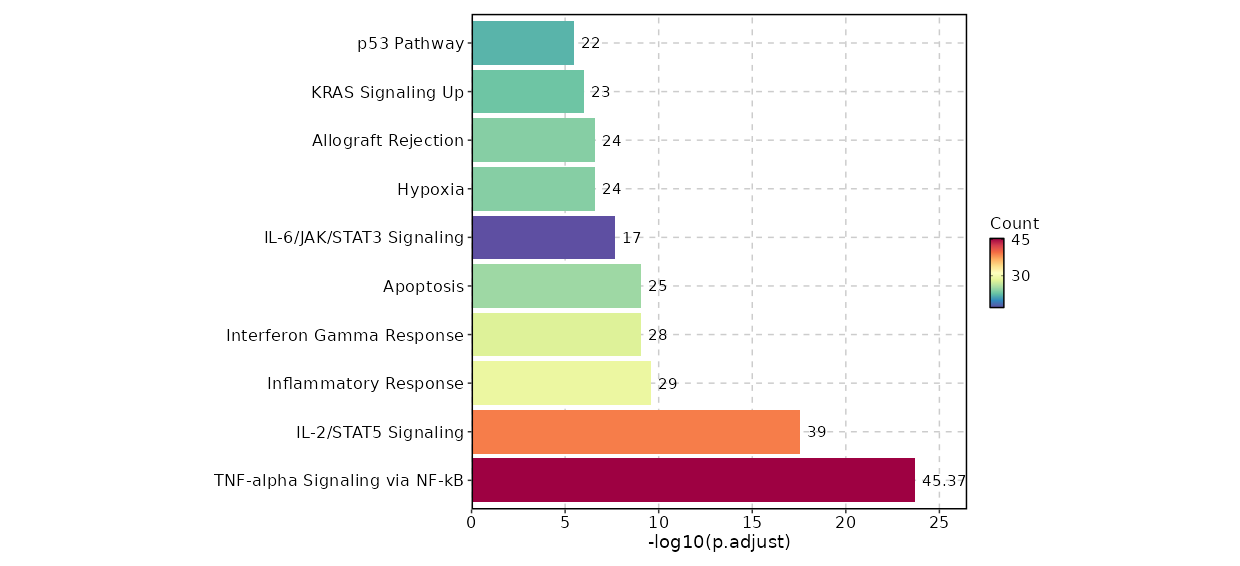 p53 Pathway 22
KRAS Signaling Up 23
Allograft Rejection 24
Hypoxia 24
IL-6/JAK/STAT3 Signaling 17
Apoptosis 25
Interferon Gamma Response 28
Inflammatory Response 29
IL-2/STAT5 Signaling 39
TNF-alpha Signaling via NF-kB 45.37
0 5 10 15 20 25
-log10(p.adjust)
Count
45
30